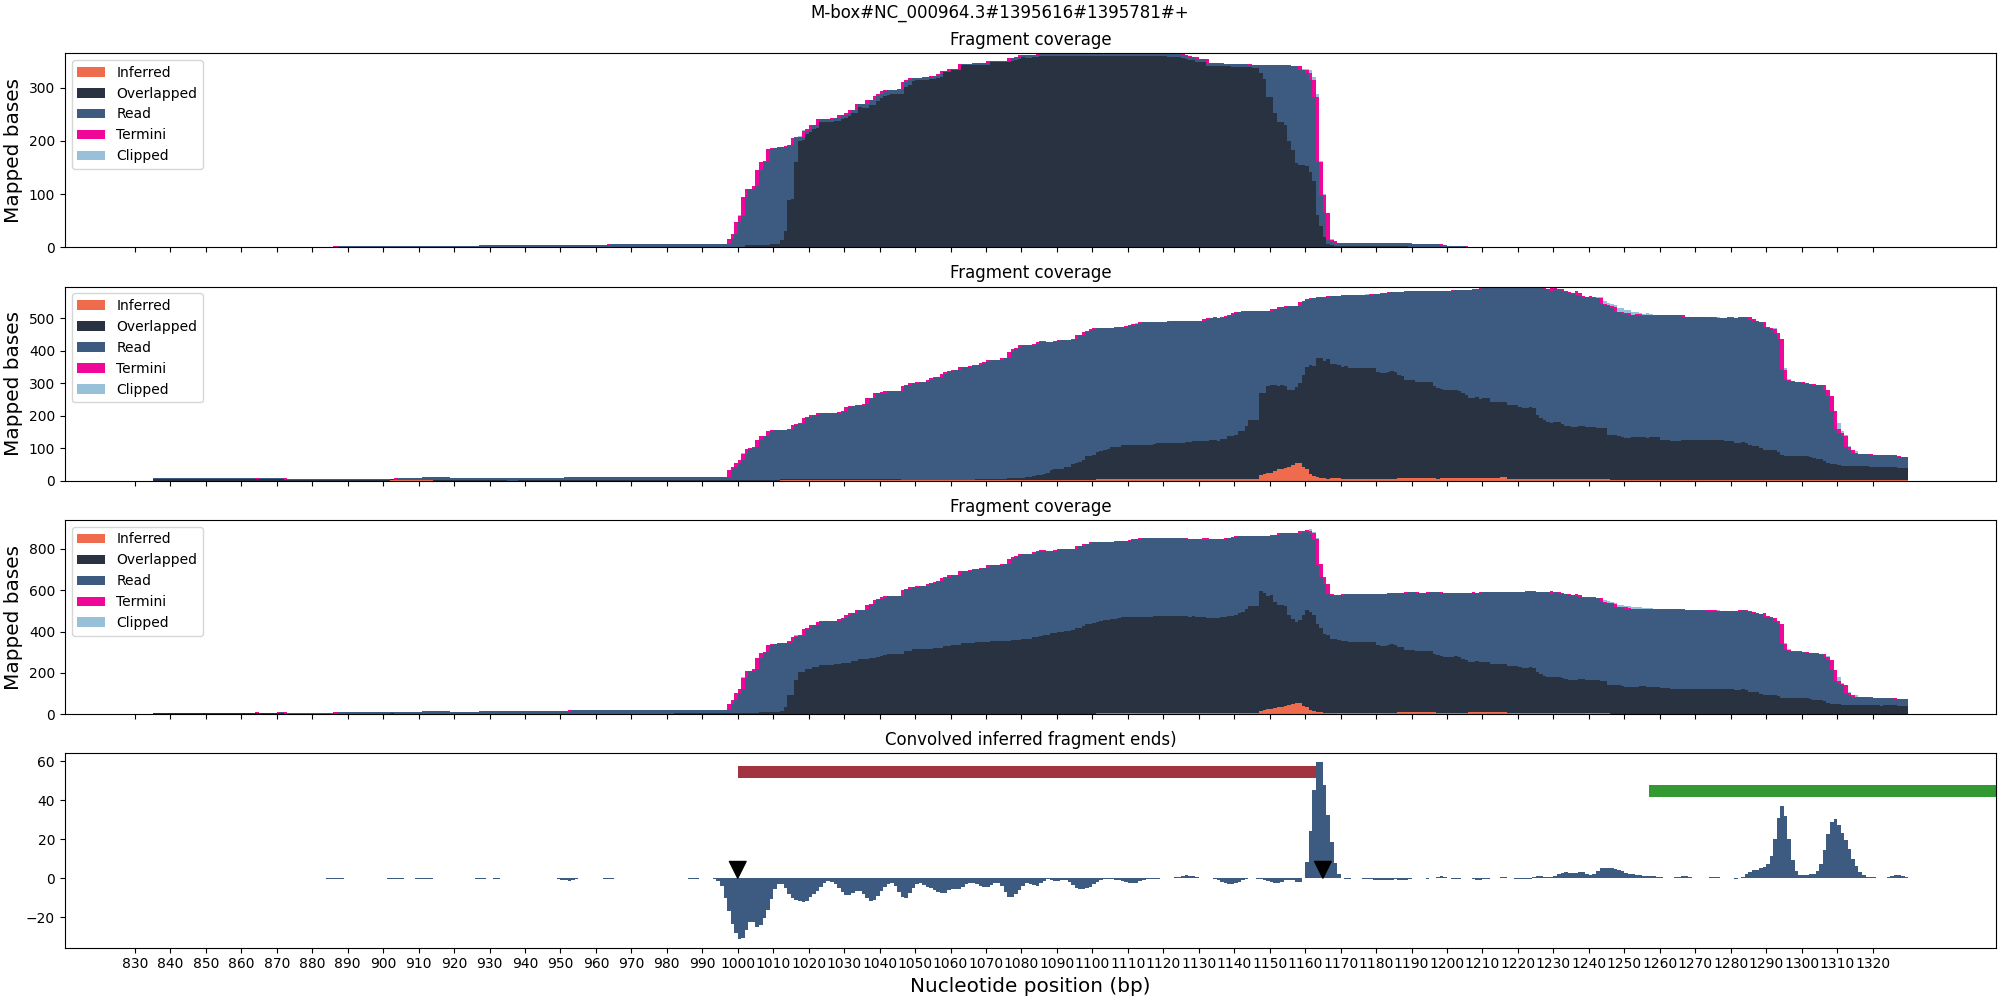 M-box#NC_000964.3#1395616#1395781#+
Fragment coverage
Mapped bases
300
200
100
0
Inferred
Overlapped
Read
Termini
Clipped
Fragment coverage
Mapped bases
500
400
300
200
100
0
Inferred
Overlapped
Read
Termini
Clipped
Fragment coverage
Mapped bases
800
600
400
200
0
Inferred
Overlapped
Read
Termini
Clipped
Convolved inferred fragment ends)
60
40
20
0
−20
830 840 850 860 870 880 890 900 910 920 930 940 950 960 970 980 990 1000 1010 1020 1030 1040 1050 1060 1070 1080 1090 1100 1110 1120 1130 1140 1150 1160 1170 1180 1190 1200 1210 1220 1230 1240 1250 1260 1270 1280 1290 1300 1310 1320
Nucleotide position (bp)